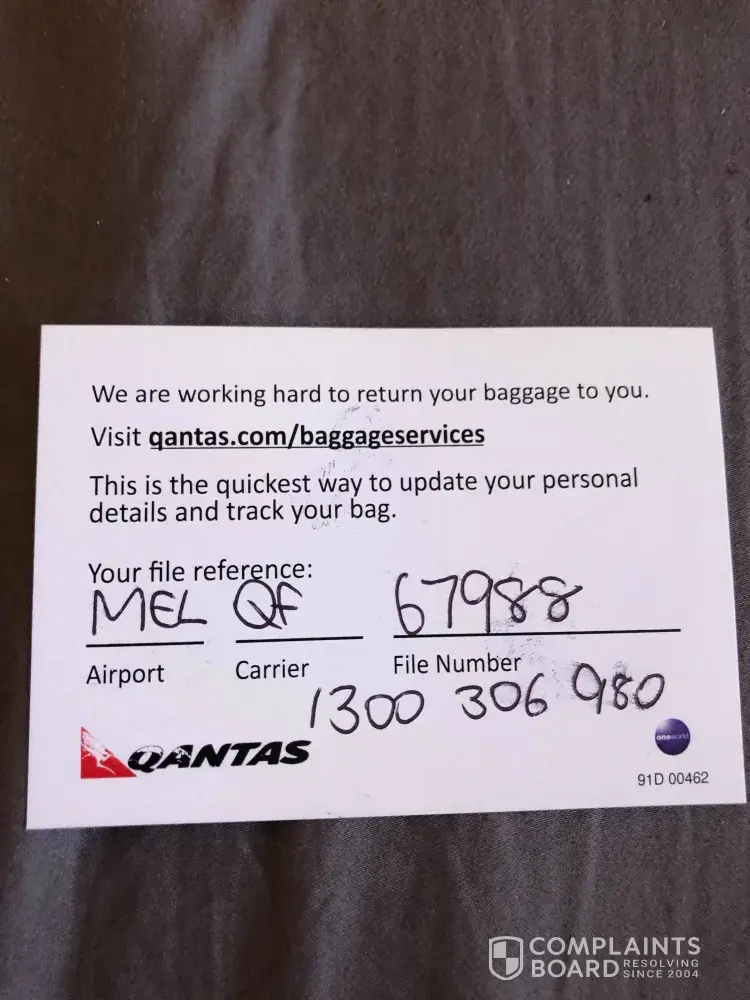 We are working hard to return your baggage to you.
Visit qantas.com/baggageservices
This is the quickest way to update your personal
details and track your bag.
Your file reference:
MEL QF 67988
Airport Carrier File Number
1300 306 980
QANTAS
oneworld
91D 00462
COMPLAINTS
BOARD RESOLVING
SINCE 2004